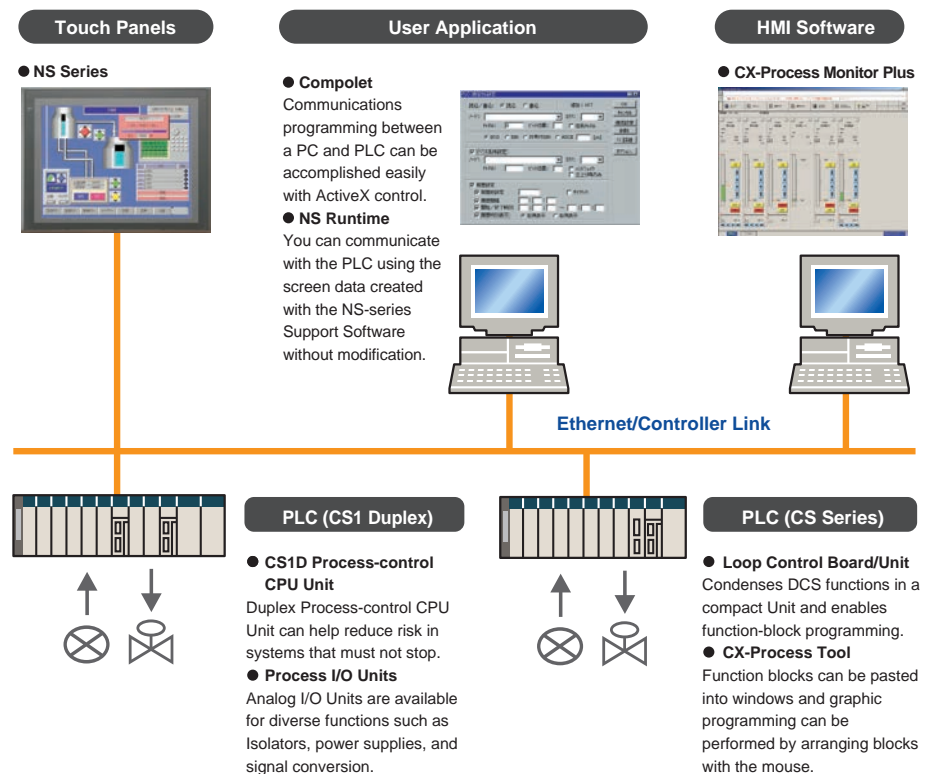 Touch Panels
User Application
HMI Software
● NS Series
● Compolet
Communications
programming between
a PC and PLC can be
accomplished easily
with ActiveX control.
● NS Runtime
You can communicate
with the PLC using the
screen data created
with the NS-series
Support Software
without modification.
● CX-Process Monitor Plus
Ethernet/Controller Link
PLC (CS1 Duplex)
● CS1D Process-control
CPU Unit
Duplex Process-control CPU
Unit can help reduce risk in
systems that must not stop.
● Process I/O Units
Analog I/O Units are available
for diverse functions such as
Isolators, power supplies, and
signal conversion.
PLC (CS Series)
● Loop Control Board/Unit
Condenses DCS functions in a
compact Unit and enables
function-block programming.
● CX-Process Tool
Function blocks can be pasted
into windows and graphic
programming can be
performed by arranging blocks
with the mouse.